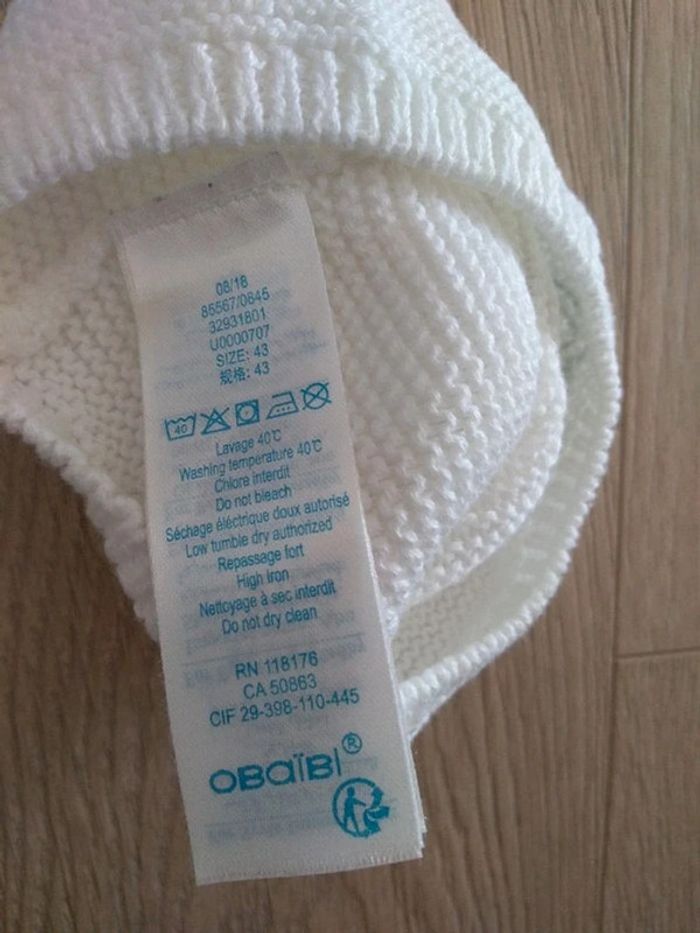 08/18
85567/0845
32931801
U0000707
SIZE: 43
规格: 43
40
Lavage 40°C
Washing temperature 40°C
Chlore interdit
Do not bleach
Séchage éléctrique doux autorisé
Low tumble dry authorized
Repassage fort
High Iron
Nettoyage à sec interdit
Do not dry clean
RN 118176
CA 50863
CIF 29-398-110-445
OBaïBI®